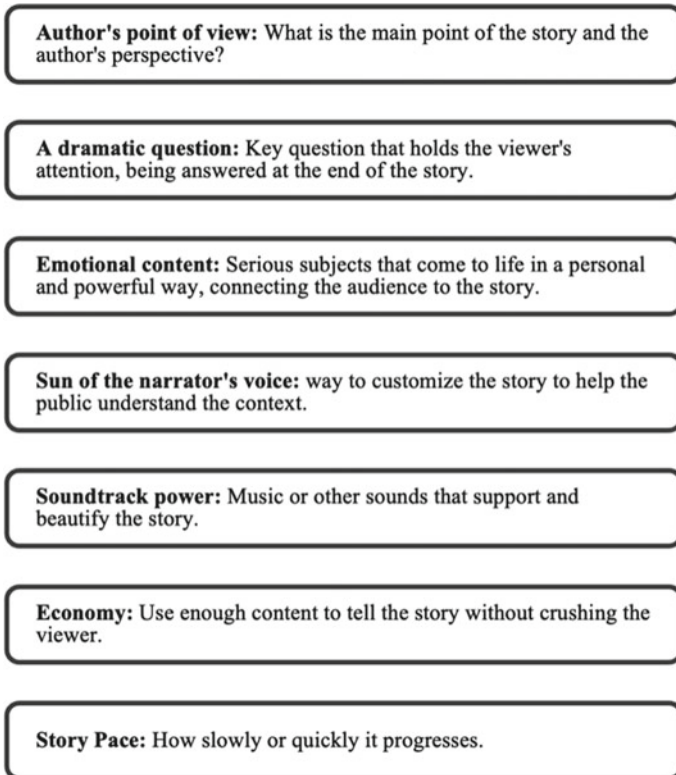 Author's point of view: What is the main point of the story and the
author's perspective?
A dramatic question: Key question that holds the viewer's
attention, being answered at the end of the story.
Emotional content: Serious subjects that come to life in a personal
and powerful way, connecting the audience to the story.
Sun of the narrator's voice: way to customize the story to help the
public understand the context.
Soundtrack power: Music or other sounds that support and
beautify the story.
Economy: Use enough content to tell the story without crushing the
viewer.
Story Pace: How slowly or quickly it progresses.